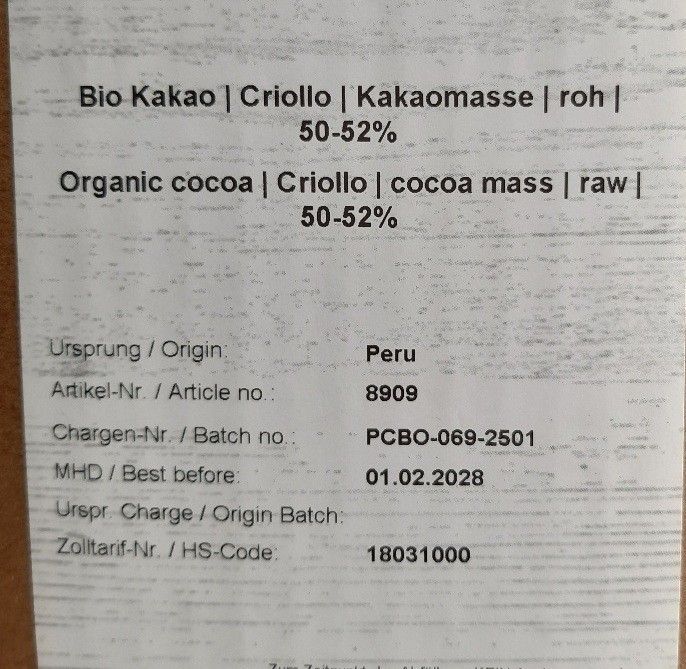 Bio Kakao | Criollo | Kakaomasse | roh |
50-52%
Organic cocoa | Criollo | cocoa mass | raw |
50-52%
Ursprung / Origin: Peru
Artikel-Nr. / Article no.: 8909
Chargen-Nr. / Batch no.: PCBO-069-2501
MHD / Best before: 01.02.2028
Urspr. Charge / Origin Batch:
Zolltarif-Nr. / HS-Code: 18031000